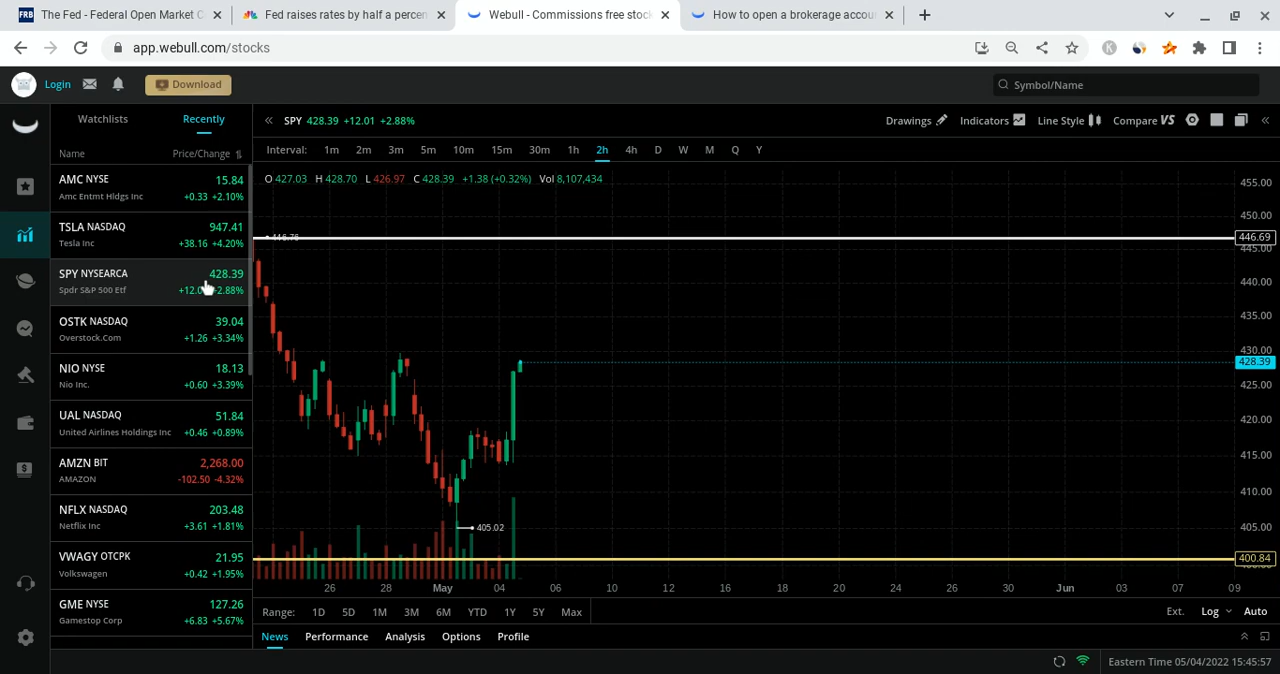 FRB The Fed - Federal Open Market C
Fed raises rates by half a percen
Webull - Commissions free stoc
How to open a brokerage accou
app.webull.com/stocks
Login
Download
Symbol/Name
Watchlists Recently
Name Price/Change
AMC NYSE 15.84
Amc Entmt Hldgs Inc +0.33 +2.10%
TSLA NASDAQ 947.41
Tesla Inc +38.16 +4.20%
SPY NYSEARCA 428.39
Spdr S&P 500 Etf +12.0 2.88%
OSTK NASDAQ 39.04
Overstock.Com +1.26 +3.34%
NIO NYSE 18.13
Nio Inc. +0.60 +3.39%
UAL NASDAQ 51.84
United Airlines Holdings Inc +0.46 +0.89%
AMZN BIT 2,268.00
AMAZON -102.50 -4.32%
NFLX NASDAQ 203.48
Netflix Inc +3.61 +1.81%
VWAGY OTCPK 21.95
Volkswagen +0.42 +1.95%
GME NYSE 127.26
Gamestop Corp +6.83 +5.67%
SPY 428.39 +12.01 +2.88%
Drawings Indicators Line Style Compare VS
Interval: 1m 2m 3m 5m 10m 15m 30m 1h 2h 4h D W M Q Y
O 427.03 H 428.70 L 426.97 C 428.39 +1.38 (+0.32%) Vol 8,107,434
455.00
450.00
446.69
445.00
440.00
435.00
430.00
428.39
425.00
420.00
415.00
410.00
405.00
400.84
405.02
26 28 May 04 06 10 12 16 18 20 24 26 30 Jun 03 07 09
Range: 1D 5D 1M 3M 6M YTD 1Y 5Y Max
Ext. Log Auto
News Performance Analysis Options Profile
Eastern Time 05/04/2022 15:45:57